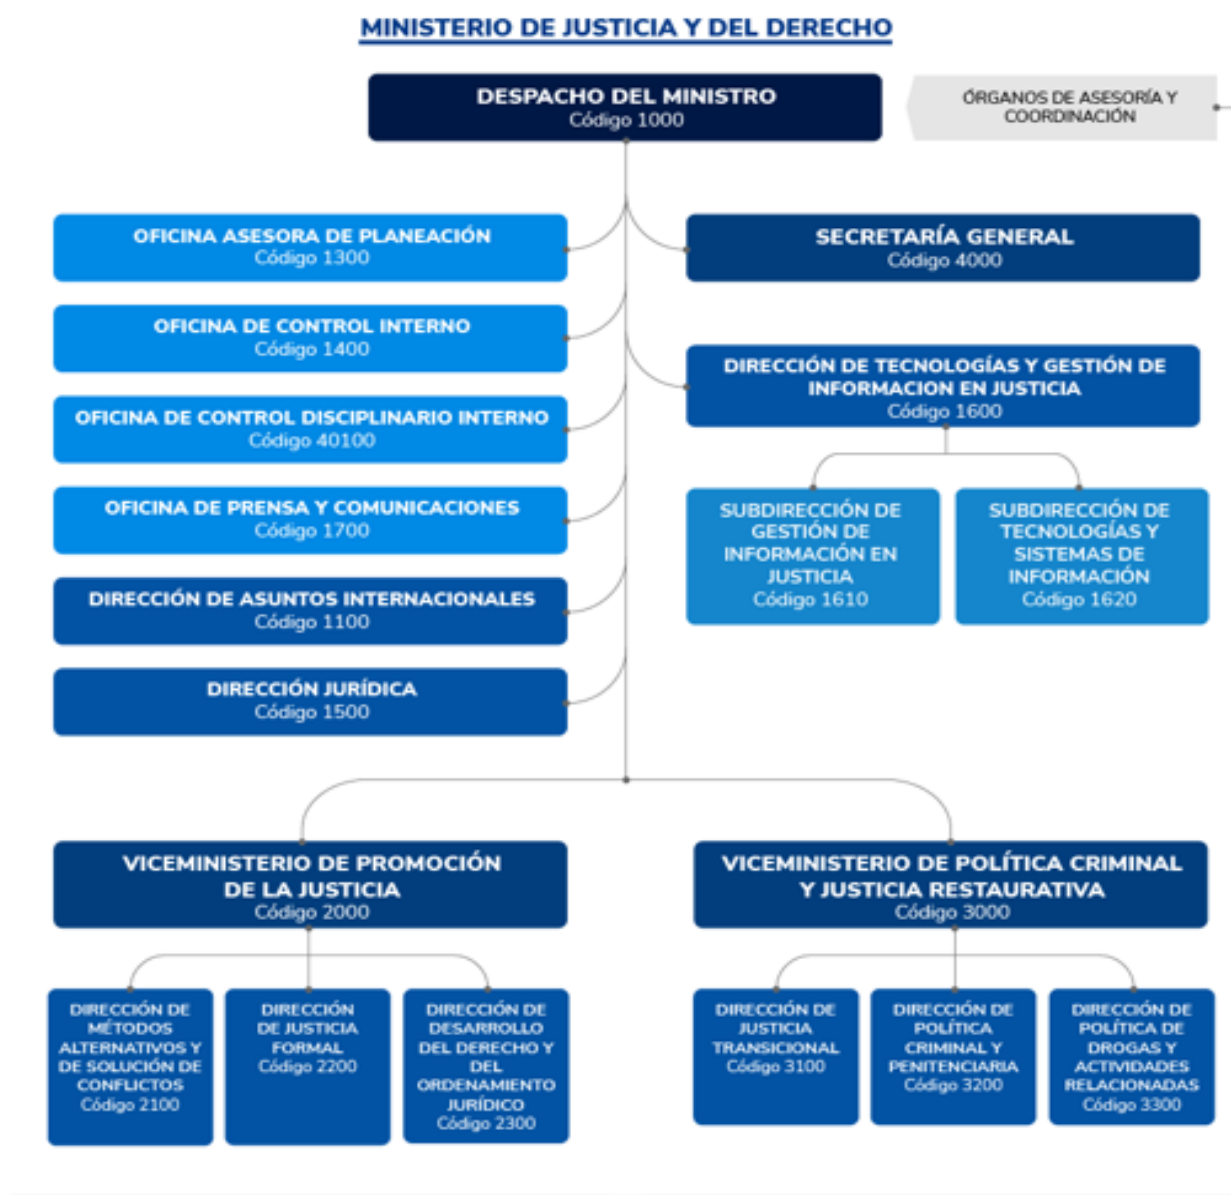 MINISTERIO DE JUSTICIA Y DEL DERECHO
DESPACHO DEL MINISTRO
Código 1000
ÓRGANOS DE ASESORÍA Y
COORDINACIÓN
OFICINA ASESORA DE PLANEACIÓN
Código 1300
SECRETARÍA GENERAL
Código 4000
OFICINA DE CONTROL INTERNO
Código 1400
DIRECCIÓN DE TECNOLOGÍAS Y GESTIÓN DE
INFORMACION EN JUSTICIA
Código 1600
OFICINA DE CONTROL DISCIPLINARIO INTERNO
Código 40100
OFICINA DE PRENSA Y COMUNICACIONES
Código 1700
SUBDIRECCIÓN DE
GESTIÓN DE
INFORMACIÓN EN
JUSTICIA
Código 1610
SUBDIRECCIÓN DE
TECNOLOGÍAS Y
SISTEMAS DE
INFORMACIÓN
Código 1620
DIRECCIÓN DE ASUNTOS INTERNACIONALES
Código 1100
DIRECCIÓN JURÍDICA
Código 1500
VICEMINISTERIO DE PROMOCIÓN
DE LA JUSTICIA
Código 2000
VICEMINISTERIO DE POLÍTICA CRIMINAL
Y JUSTICIA RESTAURATIVA
Código 3000
DIRECCIÓN DE
MÉTODOS
ALTERNATIVOS Y
DE SOLUCIÓN DE
CONFLICTOS
Código 2100
DIRECCIÓN
DE JUSTICIA
FORMAL
Código 2200
DIRECCIÓN DE
DESARROLLO
DEL DERECHO Y
DEL
ORDENAMIENTO
JURÍDICO
Código 2300
DIRECCIÓN DE
JUSTICIA
TRANSICIONAL
Código 3100
DIRECCIÓN DE
POLÍTICA
CRIMINAL Y
PENITENCIARIA
Código 3200
DIRECCIÓN DE
POLÍTICA DE
DROGAS Y
ACTIVIDADES
RELACIONADAS
Código 3300